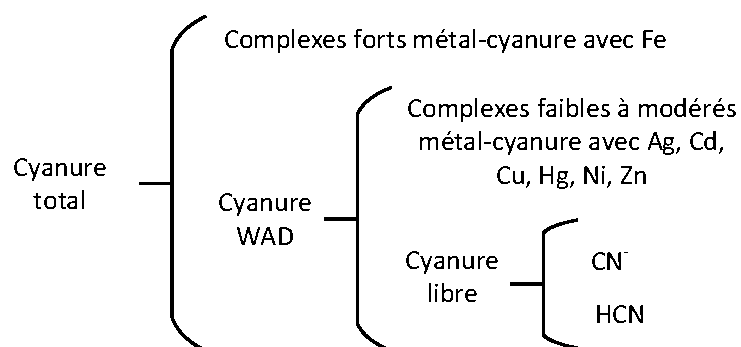 Complexes forts métal-cyanure avec Fe
Cyanure
total
Cyanure
WAD
Complexes faibles à modérés
métal-cyanure avec Ag, Cd,
Cu, Hg, Ni, Zn
Cyanure
libre
CN⁻
HCN